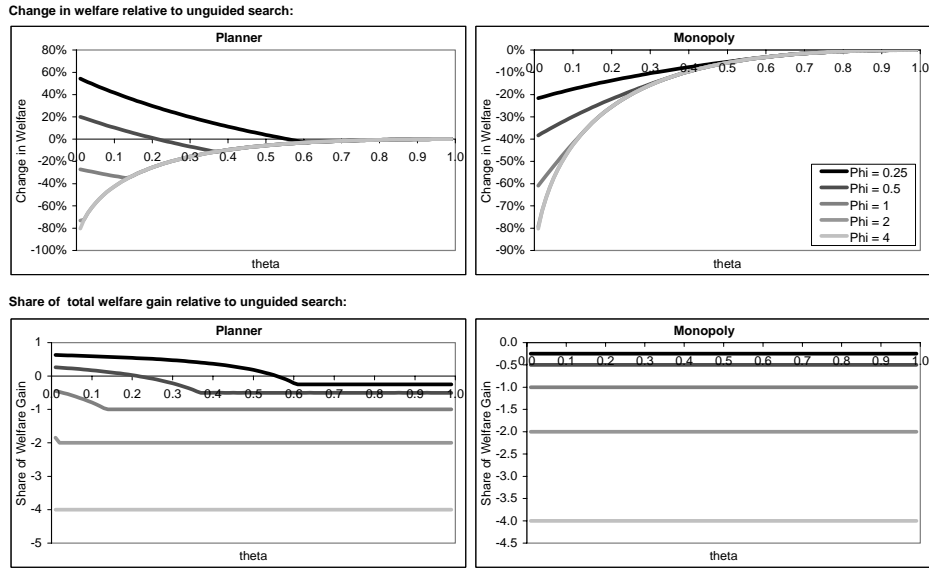 Change in welfare relative to unguided search:
Planner
80%
60%
40%
20%
0%
-20%
-40%
-60%
-80%
-100%
0.0 0.1 0.2 0.3 0.4 0.5 0.6 0.7 0.8 0.9 1.0
Change in Welfare
theta
Monopoly
0%
-10%
-20%
-30%
-40%
-50%
-60%
-70%
-80%
-90%
0.0 0.1 0.2 0.3 0.4 0.5 0.6 0.7 0.8 0.9 1.0
Change in Welfare
theta
Phi = 0.25
Phi = 0.5
Phi = 1
Phi = 2
Phi = 4
Share of total welfare gain relative to unguided search:
Planner
1
0
-1
-2
-3
-4
-5
0.0 0.1 0.2 0.3 0.4 0.5 0.6 0.7 0.8 0.9 1.0
Share of Welfare Gain
theta
Monopoly
0.0
-0.5
-1.0
-1.5
-2.0
-2.5
-3.0
-3.5
-4.0
-4.5
0.0 0.1 0.2 0.3 0.4 0.5 0.6 0.7 0.8 0.9 1.0
Share of Welfare Gain
theta